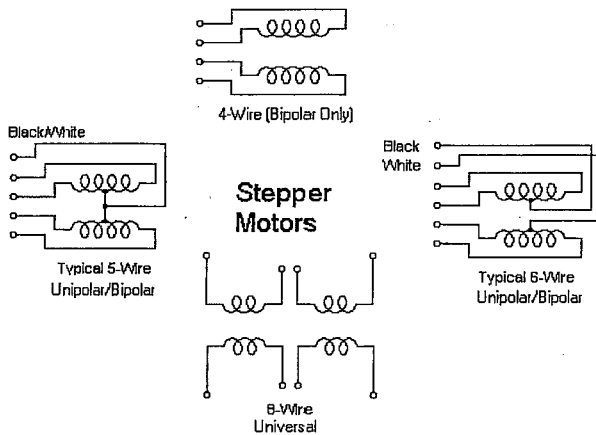 4-Wire (Bipolar Only)
Black/White
Typical 5-Wire
Unipolar/Bipolar
Stepper
Motors
Black
White
Typical 6-Wire
Unipolar/Bipolar
8-Wire
Universal